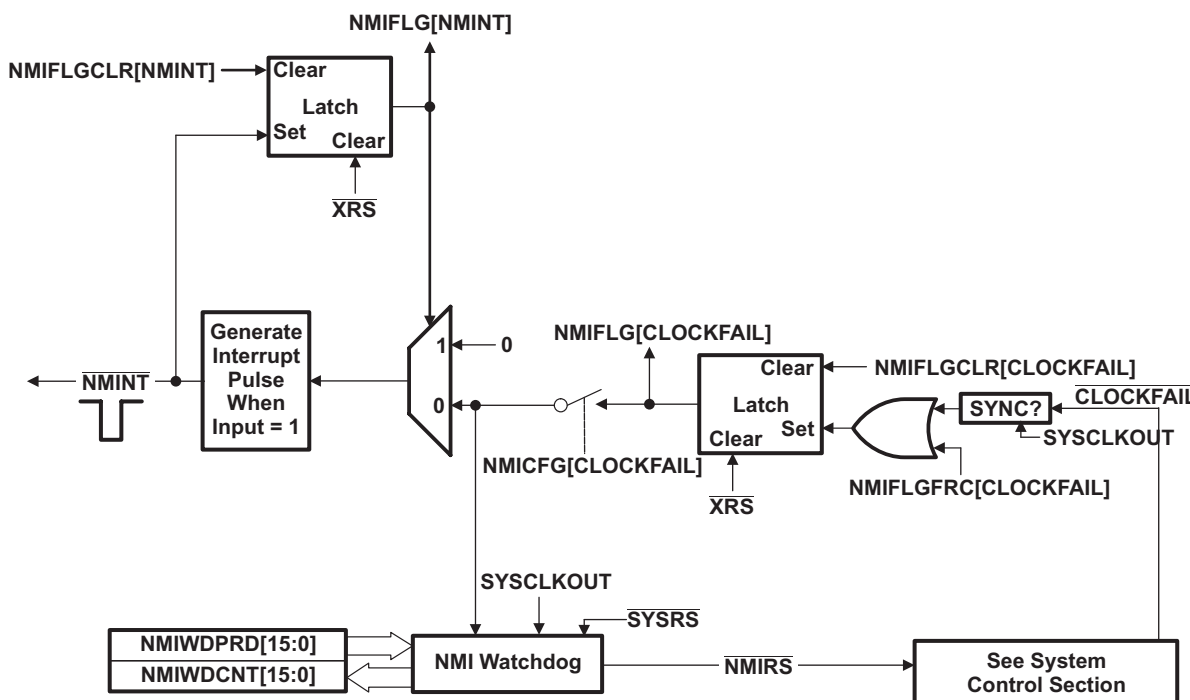 NMIFLG[NMINT]
NMIFLGCLR[NMINT]
Clear
Latch
Set
Clear
XRS
Generate
Interrupt
Pulse
When
Input = 1
NMINT
1
0
0
NMIFLG[CLOCKFAIL]
NMICFG[CLOCKFAIL]
Clear
Latch
Set
Clear
XRS
NMIFLGCLR[CLOCKFAIL]
CLOCKFAIL
SYNC?
SYSCLKOUT
NMIFLGFRC[CLOCKFAIL]
SYSCLKOUT
SYSRS
NMIWDPRD[15:0]
NMIWDCNT[15:0]
NMI Watchdog
NMIRS
See System
Control Section